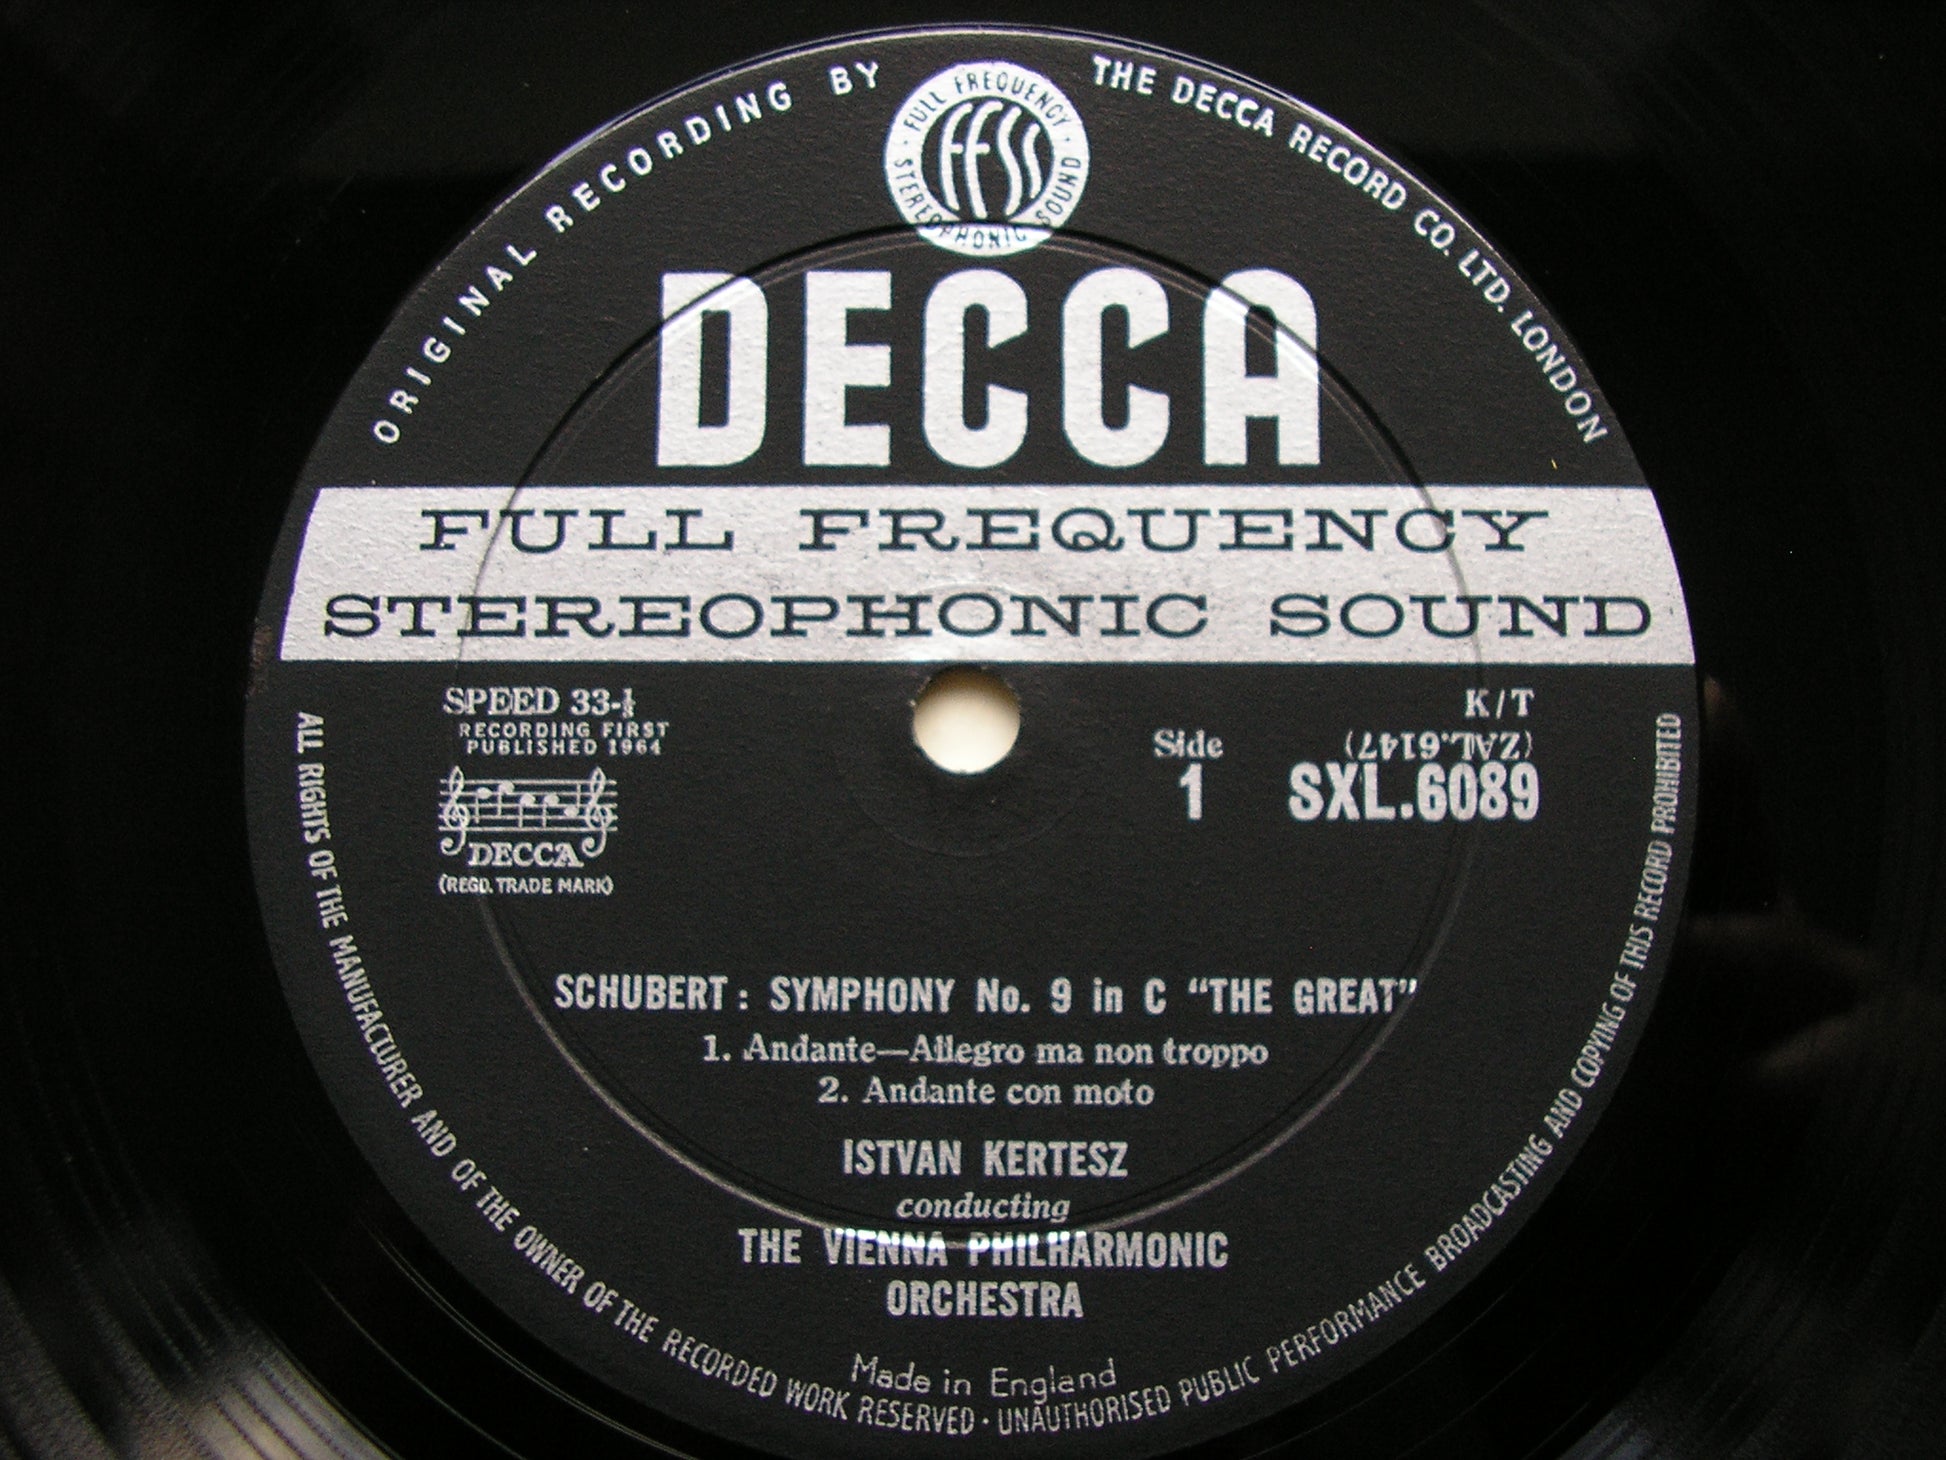 ORIGINAL RECORDING BY THE DECCA RECORD CO. LTD. LONDON
FULL FREQUENCY · STEREOPHONIC SOUND ·
FFSS
DECCA
FULL FREQUENCY
STEREOPHONIC SOUND
SPEED 33-⅓
RECORDING FIRST
PUBLISHED 1964
DECCA
(REGD. TRADE MARK)
Side
1
K/T
(ZAL.6147)
SXL.6089
SCHUBERT : SYMPHONY No. 9 in C "THE GREAT"
1. Andante—Allegro ma non troppo
2. Andante con moto
ISTVAN KERTESZ
conducting
THE VIENNA PHILHARMONIC
ORCHESTRA
Made in England
ALL RIGHTS OF THE MANUFACTURER AND OF THE OWNER OF THE RECORDED WORK RESERVED · UNAUTHORISED PUBLIC PERFORMANCE BROADCASTING AND COPYING OF THIS RECORD PROHIBITED